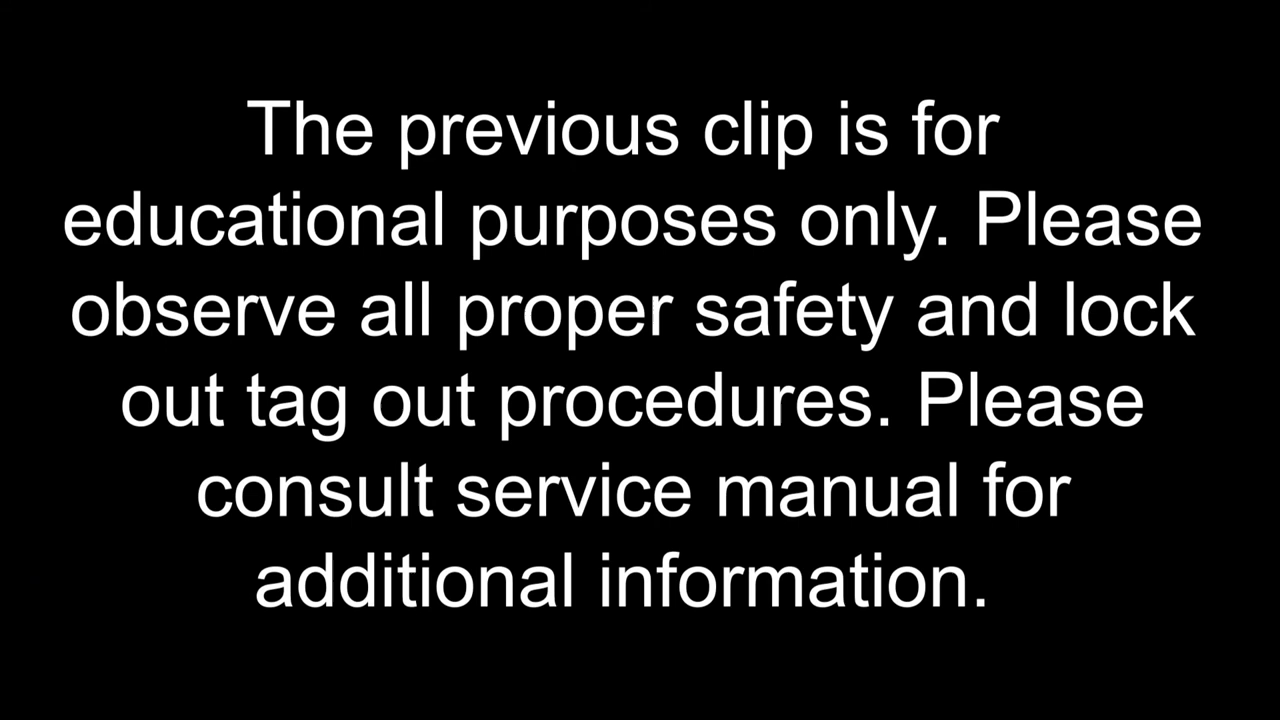 The previous clip is for
educational purposes only. Please
observe all proper safety and lock
out tag out procedures. Please
consult service manual for
additional information.